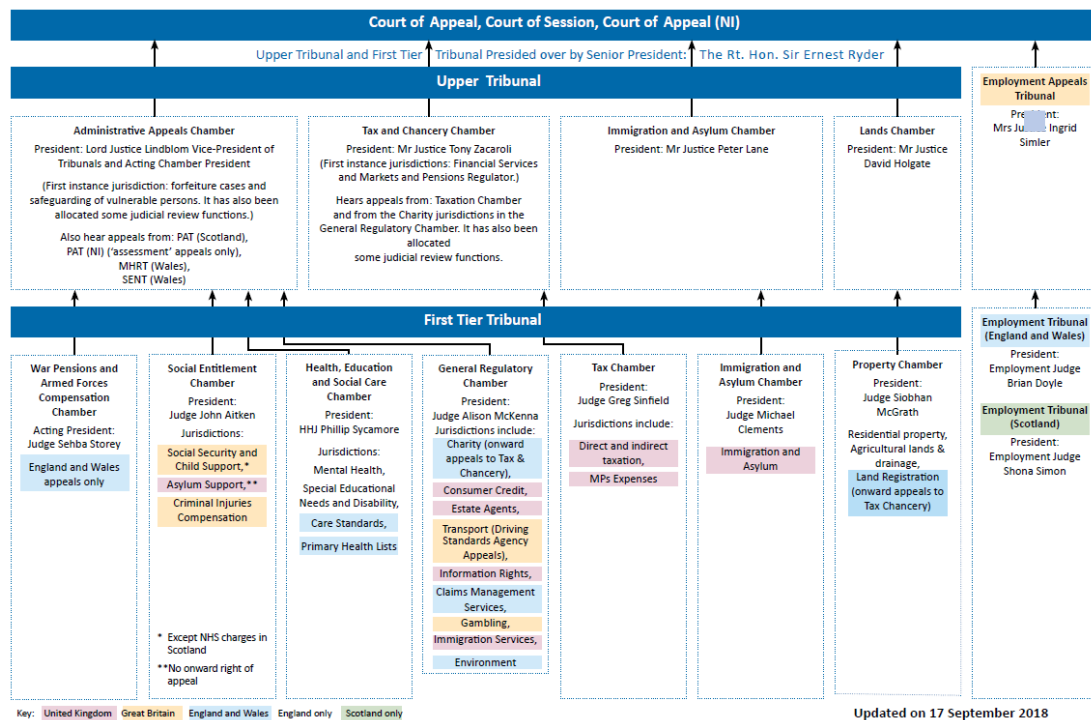 Court of Appeal, Court of Session, Court of Appeal (NI)
Upper Tribunal and First Tier Tribunal Presided over by Senior President: The Rt. Hon. Sir Ernest Ryder
Upper Tribunal
Administrative Appeals Chamber
President: Lord Justice Lindblom Vice-President of
Tribunals and Acting Chamber
President
(First instance jurisdiction: forfeiture cases and
safeguarding of vulnerable persons. It has also been
allocated some judicial review functions.)
Also hear appeals from: PAT (Scotland),
PAT (NI) ('assessment' appeals only),
MHRT (Wales),
SENT (Wales)
Tax and Chancery Chamber
President: Mr Justice Tony Zacaroli
(First instance jurisdictions: Financial Services
and Markets and Pensions Regulator.)
Hears appeals from: Taxation Chamber
and from the Charity jurisdictions in the
General Regulatory Chamber. It has also been
allocated
some judicial review functions.
Immigration and Asylum Chamber
President: Mr Justice Peter Lane
Lands Chamber
President: Mr Justice
David Holgate
Employment Appeals
Tribunal
President:
Mrs Ingrid
Simler
First Tier Tribunal
War Pensions and
Armed Forces
Compensation
Chamber
Acting President:
Judge Sehba Storey
England and Wales
appeals only
Social Entitlement
Chamber
President:
Judge John Aitken
Jurisdictions:
Social Security and
Child Support,*
Asylum Support,**
Criminal Injuries
Compensation
* Except NHS charges in
Scotland
**No onward right of
appeal
Health, Education
and Social Care
Chamber
President:
HHJ Phillip Sycamore
Jurisdictions:
Mental Health,
Special Educational
Needs and Disability,
Care Standards,
Primary Health Lists
General Regulatory
Chamber
President:
Judge Alison McKenna
Jurisdictions include:
Charity (onward
appeals to Tax &
Chancery),
Consumer Credit,
Estate Agents,
Transport (Driving
Standards Agency
Appeals),
Information Rights,
Claims Management
Services,
Gambling,
Immigration Services,
Environment
Tax Chamber
President:
Judge Greg Sinfield
Jurisdictions include:
Direct and indirect
taxation,
MPs Expenses
Immigration and
Asylum Chamber
President:
Judge Michael
Clements
Immigration and
Asylum
Property Chamber
President:
Judge Siobhan
McGrath
Residential property,
Agricultural lands &
drainage,
Land Registration
(onward appeals to
Tax Chancery)
Employment Tribunal
(England and Wales)
President:
Employment Judge
Brian Doyle
Employment Tribunal
(Scotland)
President:
Employment Judge
Shona Simon
Key: United Kingdom Great Britain England and Wales England only Scotland only
Updated on 17 September 2018